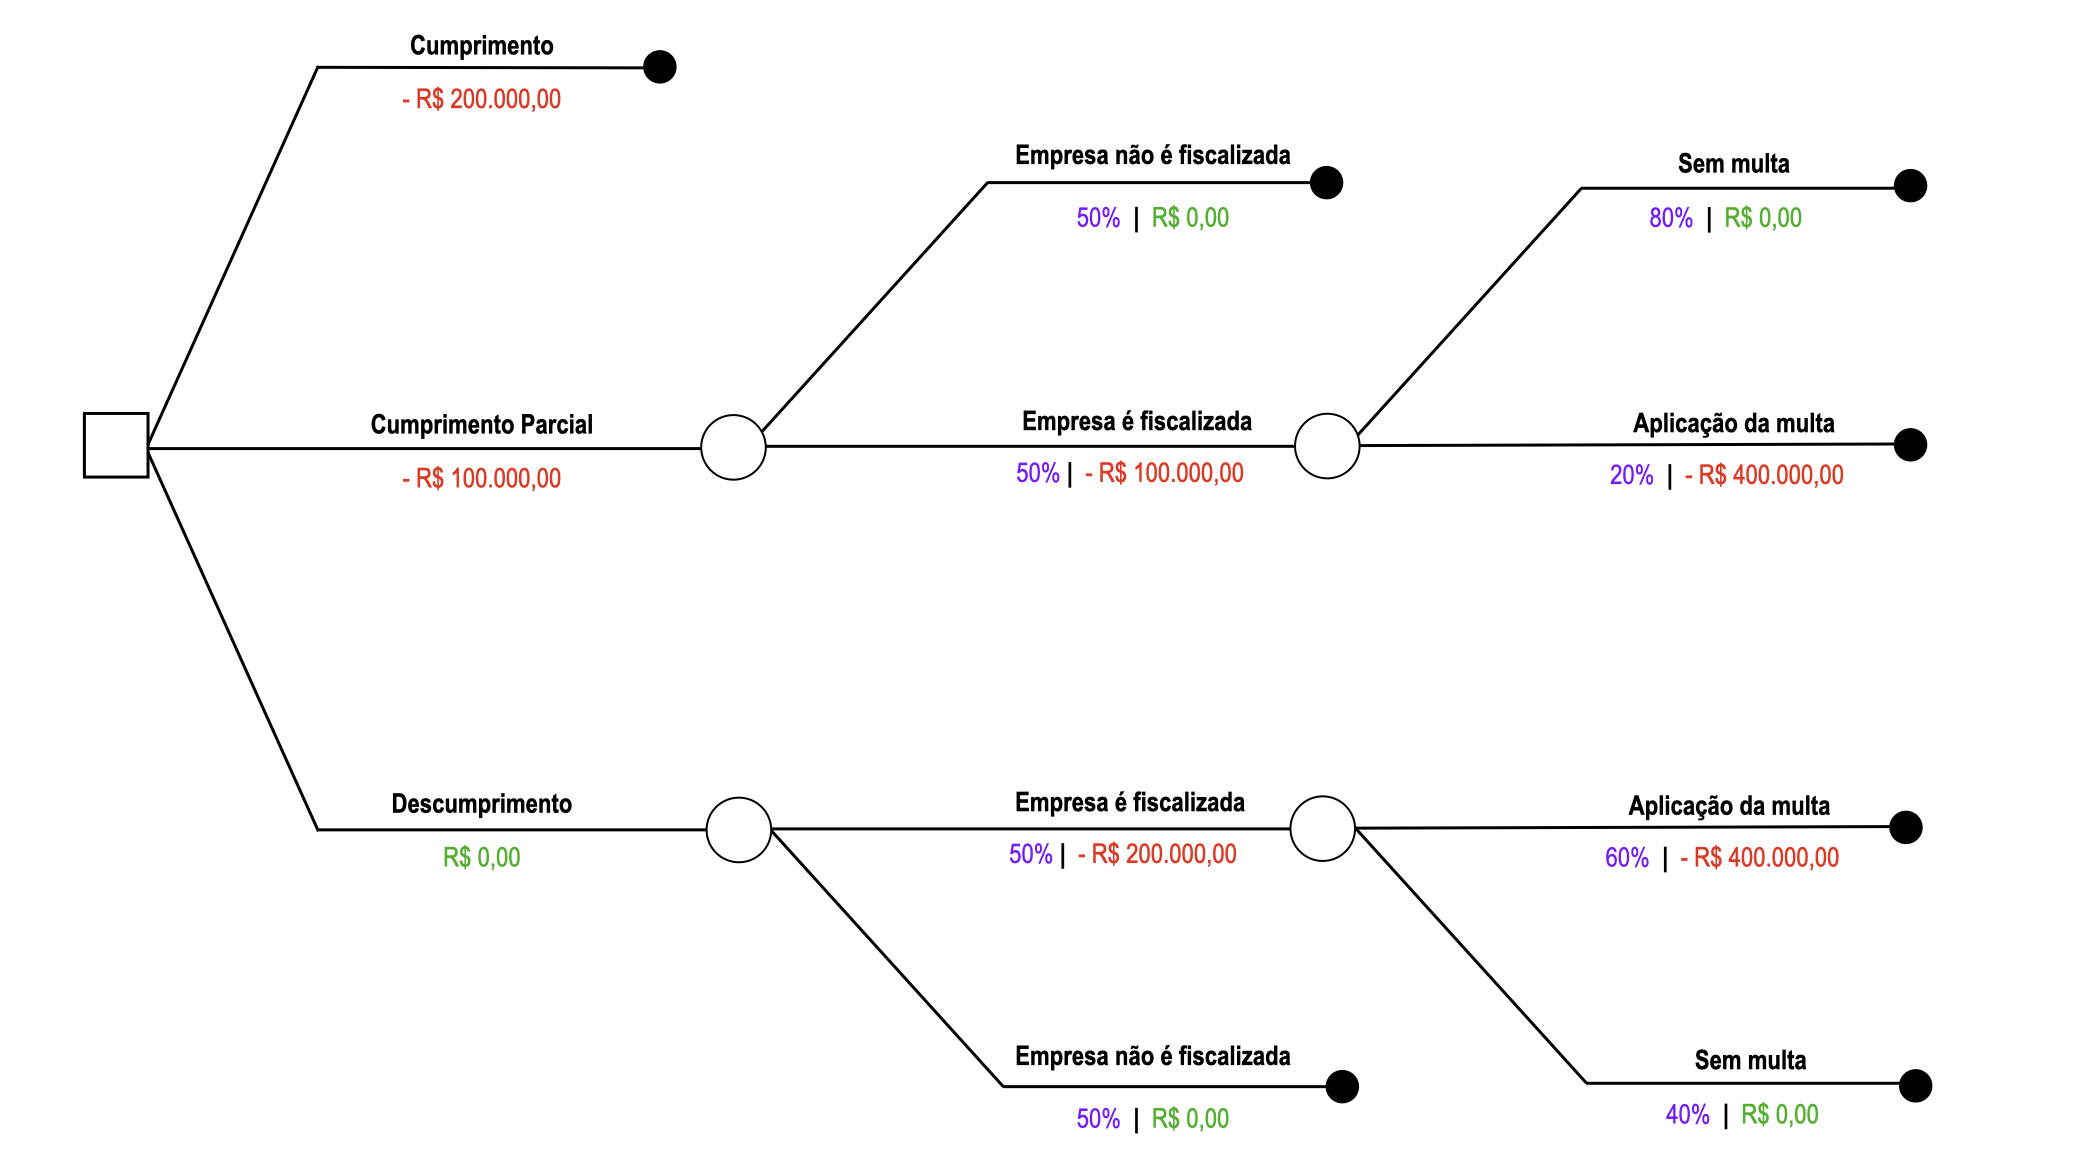 Cumprimento
- R$ 200.000,00
Empresa não é fiscalizada
50% | R$ 0,00
Sem multa
80% | R$ 0,00
Cumprimento Parcial
- R$ 100.000,00
Empresa é fiscalizada
50% | - R$ 100.000,00
Aplicação da multa
20% | - R$ 400.000,00
Descumprimento
R$ 0,00
Empresa é fiscalizada
50% | - R$ 200.000,00
Aplicação da multa
60% | - R$ 400.000,00
Empresa não é fiscalizada
50% | R$ 0,00
Sem multa
40% | R$ 0,00